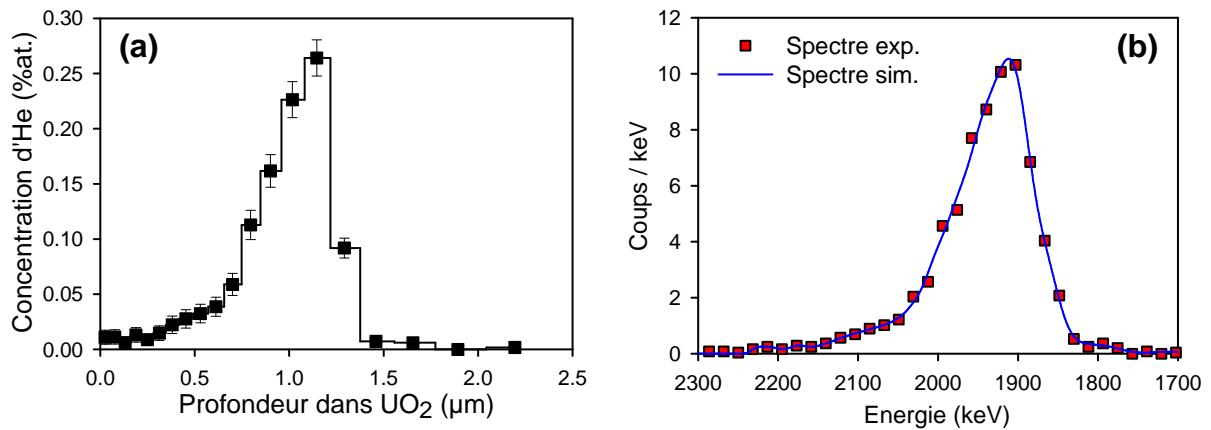 (a)
Concentration d'He (%at.)
0.30
0.25
0.20
0.15
0.10
0.05
0.00
0.0 0.5 1.0 1.5 2.0 2.5
Profondeur dans UO2 (µm)
(b)
Spectre exp.
Spectre sim.
Coups / keV
12
10
8
6
4
2
0
2300 2200 2100 2000 1900 1800 1700
Energie (keV)